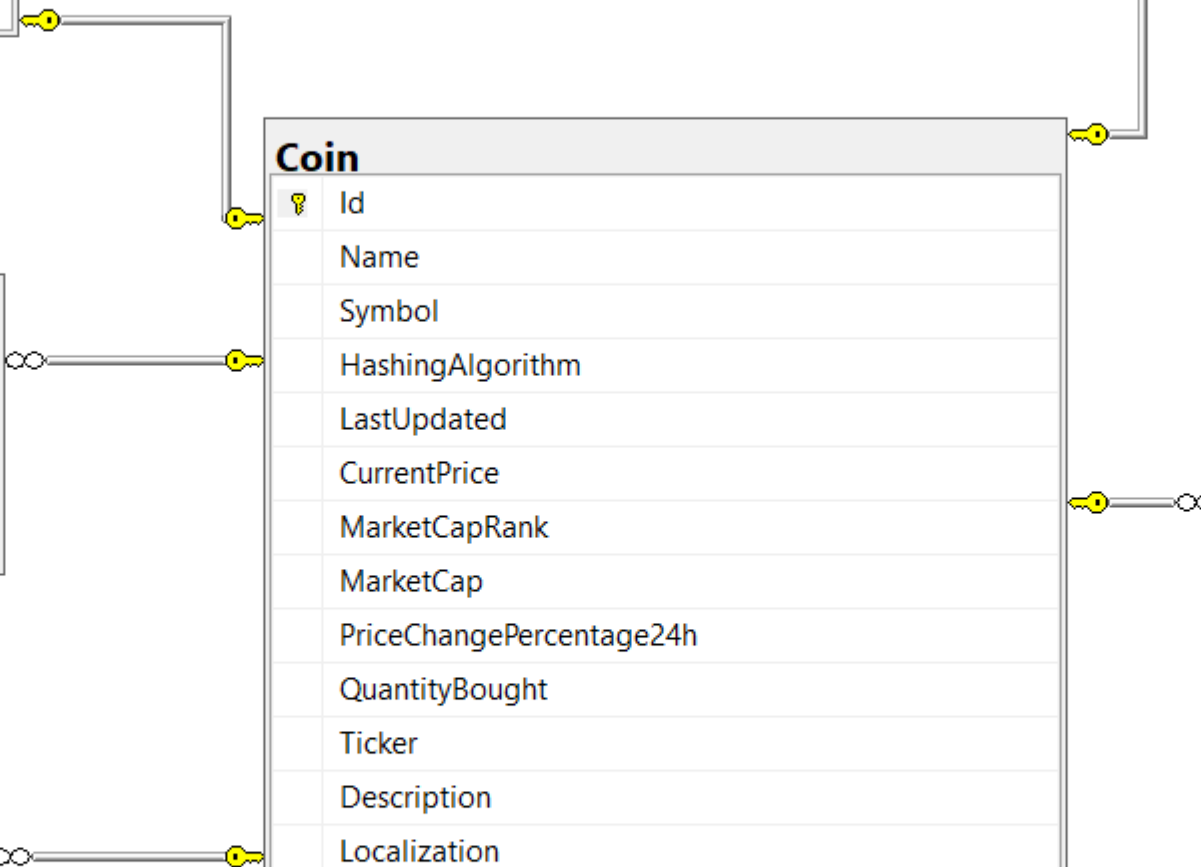 Coin
Id
Name
Symbol
HashingAlgorithm
LastUpdated
CurrentPrice
MarketCapRank
MarketCap
PriceChangePercentage24h
QuantityBought
Ticker
Description
Localization